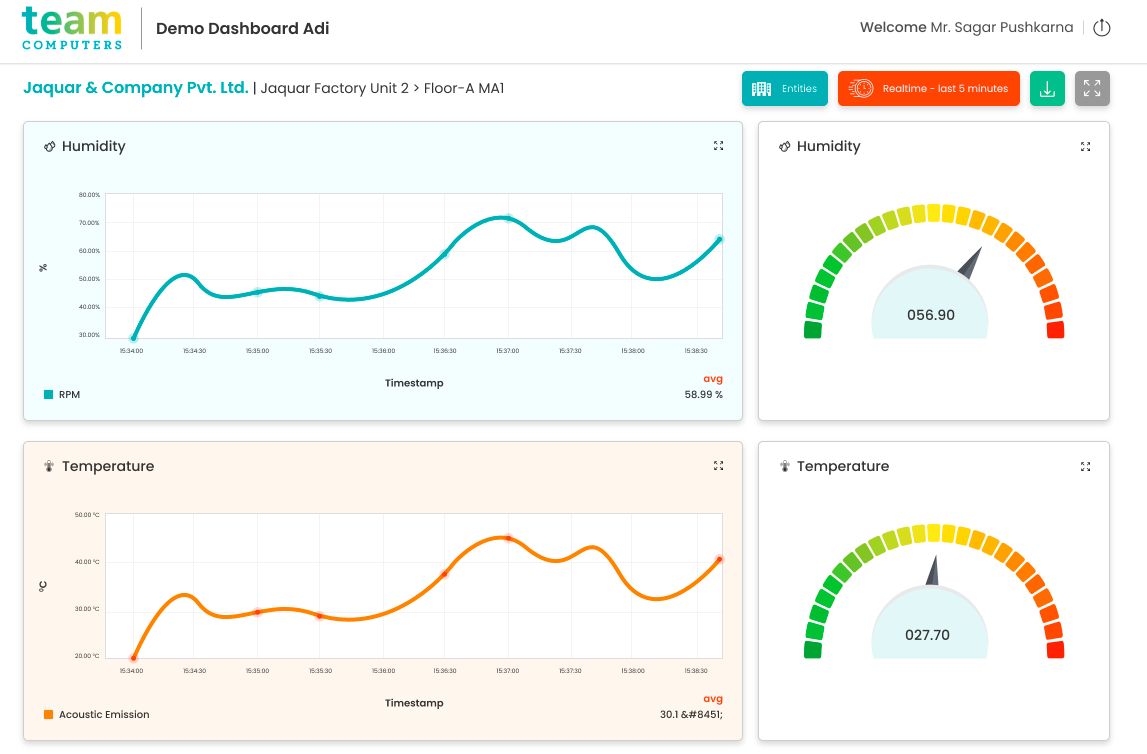 team
COMPUTERS
Demo Dashboard Adi
Welcome Mr. Sagar Pushkarna
Jaquar & Company Pvt. Ltd. | Jaquar Factory Unit 2 > Floor-A MA1
Entities
Realtime - last 5 minutes
Humidity
80.00%
70.00%
60.00%
50.00%
40.00%
30.00%
%
15:34:00 15:34:30 15:35:00 15:35:30 15:36:00 15:36:30 15:37:00 15:37:30 15:38:00 15:38:30
Timestamp
RPM
avg
58.99 %
Humidity
056.90
Temperature
50.00 °C
40.00 °C
30.00 °C
20.00 °C
°C
15:34:00 15:34:30 15:35:00 15:35:30 15:36:00 15:36:30 15:37:00 15:37:30 15:38:00 15:38:30
Timestamp
Acoustic Emission
avg
30.1 &#8451;
Temperature
027.70